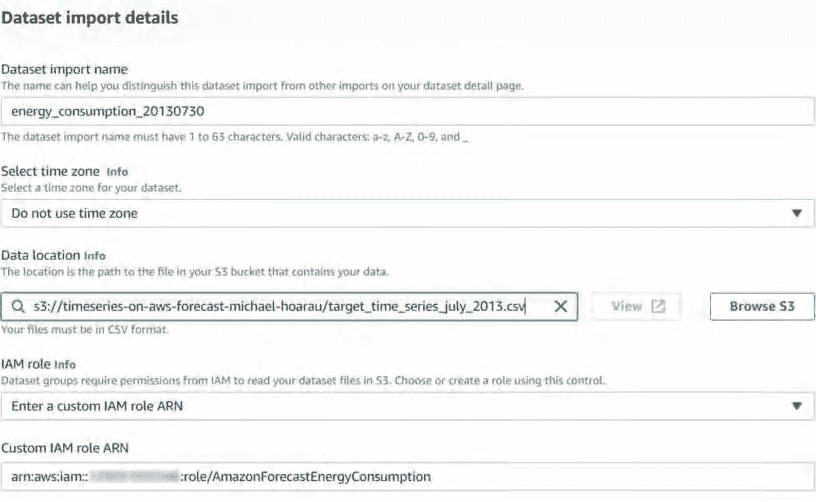 Dataset import details
Dataset import name
The name can help you distinguish this dataset import from other imports on your dataset detail page.
energy_consumption_20130730
The dataset import name must have 1 to 63 characters. Valid characters: a-z, A-Z, 0-9, and _
Select time zone Info
Select a time zone for your dataset.
Do not use time zone
Data location Info
The location is the path to the file in your S3 bucket that contains your data.
s3://timeseries-on-aws-forecast-michael-hoarau/target_time_series_july_2013.csv View Browse S3
Your files must be in CSV format.
IAM role Info
Dataset groups require permissions from IAM to read your dataset files in S3. Choose or create a role using this control.
Enter a custom IAM role ARN
Custom IAM role ARN
arn:aws:iam:: :role/AmazonForecastEnergyConsumption